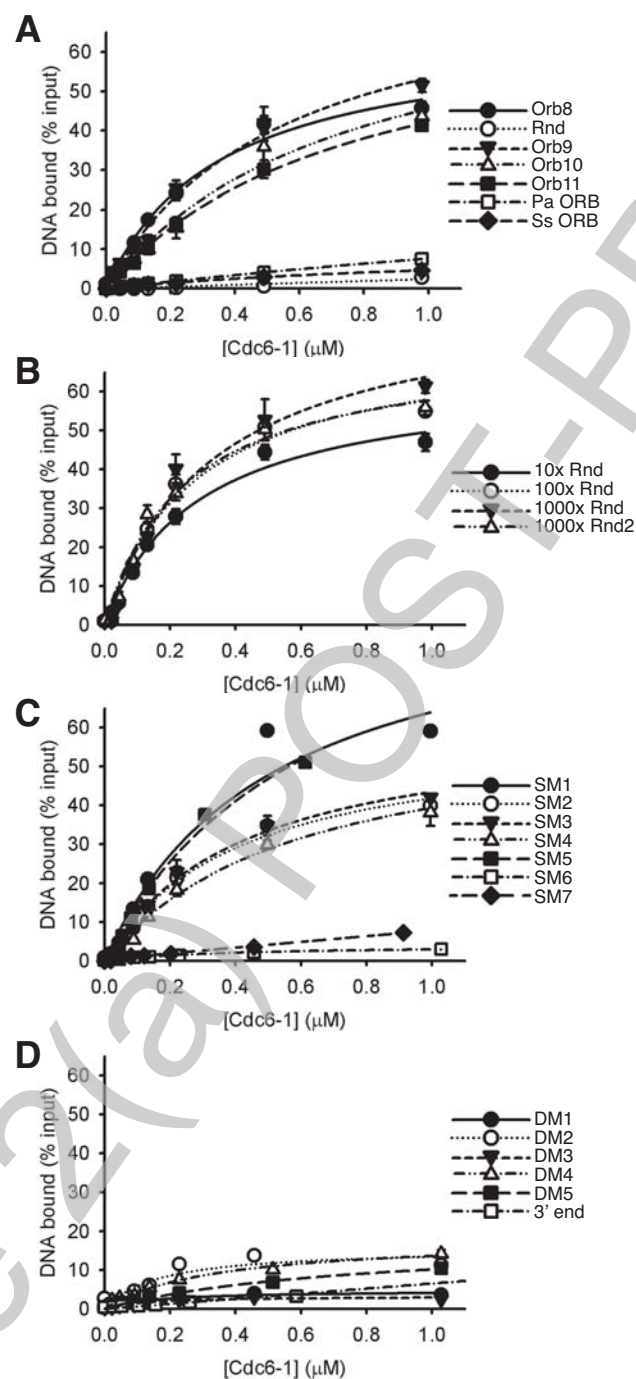 A
DNA bound (% input)
60
50
40
30
20
10
0
0.0 0.2 0.4 0.6 0.8 1.0
[Cdc6-1] (μM)
Orb8
Rnd
Orb9
Orb10
Orb11
Pa ORB
Ss ORB
B
DNA bound (% input)
60
50
40
30
20
10
0
0.0 0.2 0.4 0.6 0.8 1.0
[Cdc6-1] (μM)
10x Rnd
100x Rnd
1000x Rnd
1000x Rnd2
C
DNA bound (% input)
60
50
40
30
20
10
0
0.0 0.2 0.4 0.6 0.8 1.0
[Cdc6-1] (μM)
SM1
SM2
SM3
SM4
SM5
SM6
SM7
D
DNA bound (% input)
60
50
40
30
20
10
0
0.0 0.2 0.4 0.6 0.8 1.0
[Cdc6-1] (μM)
DM1
DM2
DM3
DM4
DM5
3' end
e 2(a) POST-P